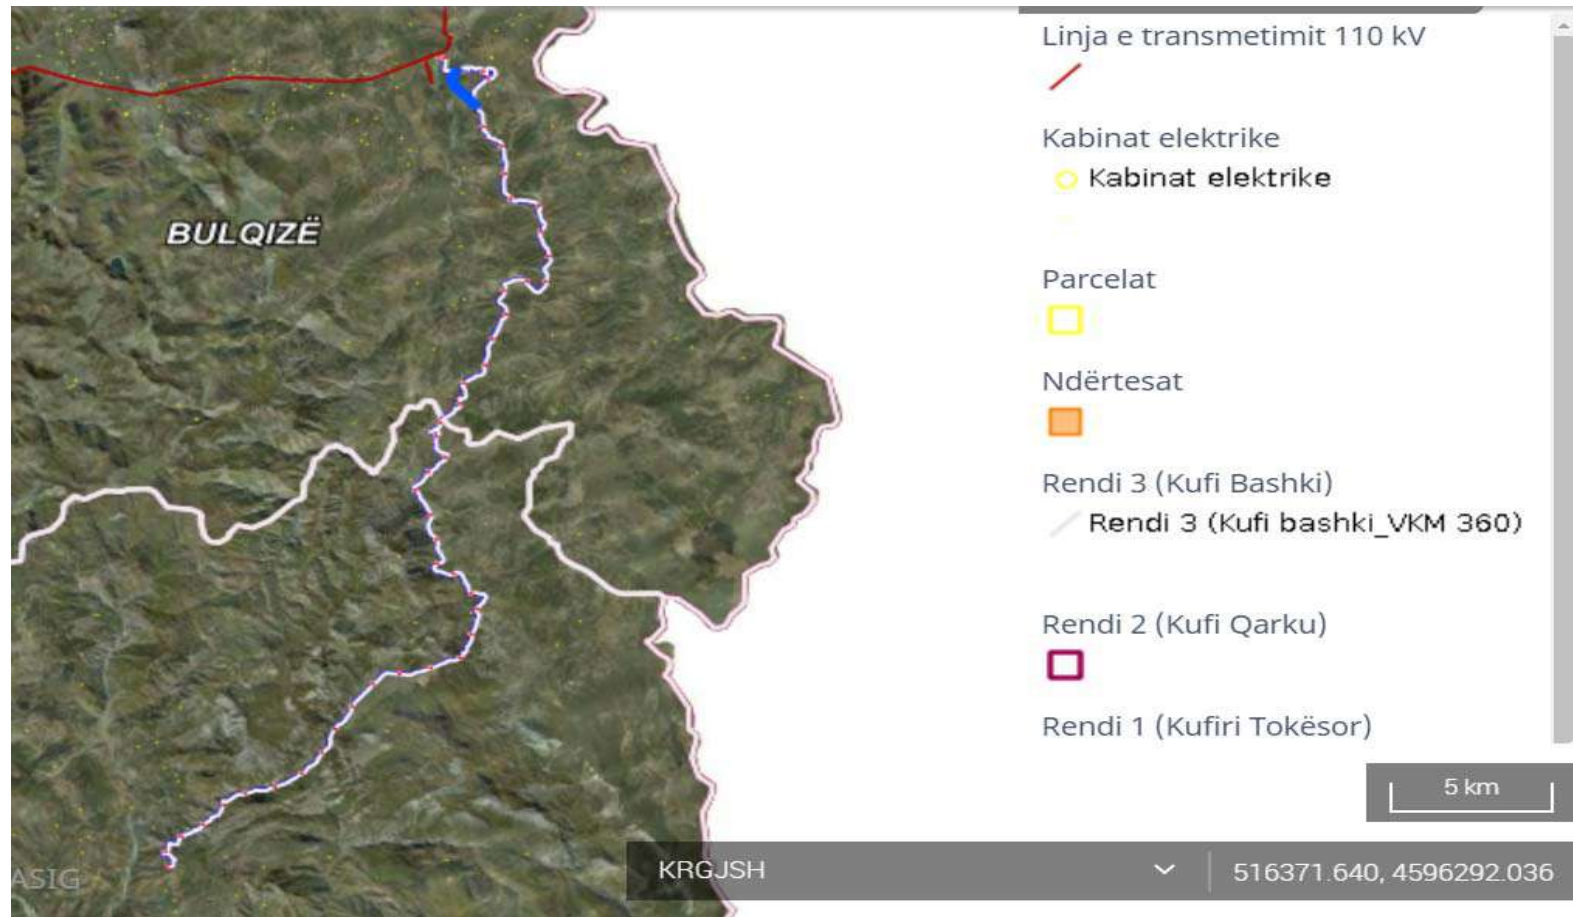 BULQIZË
ASIG
Linja e transmetimit 110 kV
Kabinat elektrike
Kabinat elektrike
Parcelat
Ndërtesat
Rendi 3 (Kufi Bashki)
Rendi 3 (Kufi bashki_VKM 360)
Rendi 2 (Kufi Qarku)
Rendi 1 (Kufiri Tokësor)
5 km
KRGJSH
516371.640, 4596292.036